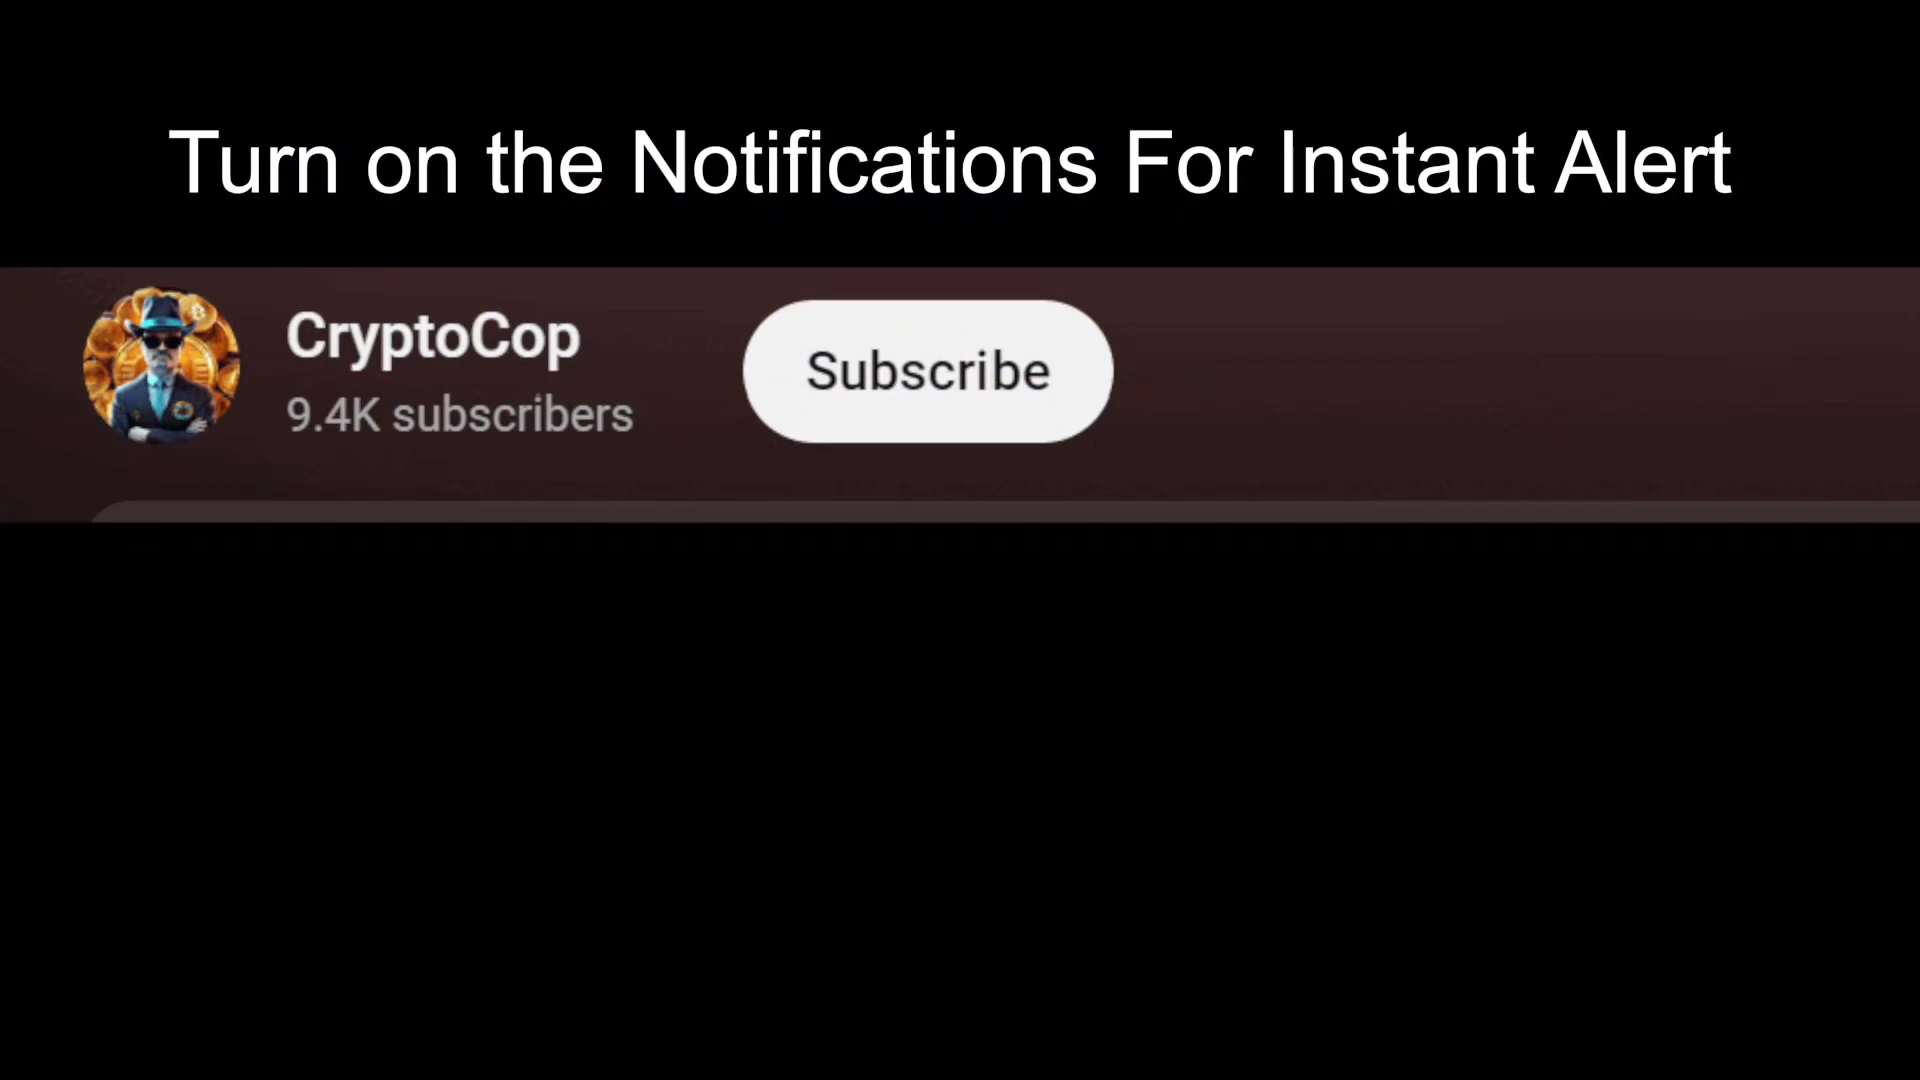 Turn on the Notifications For Instant Alert
CryptoCop
9.4K subscribers
Subscribe